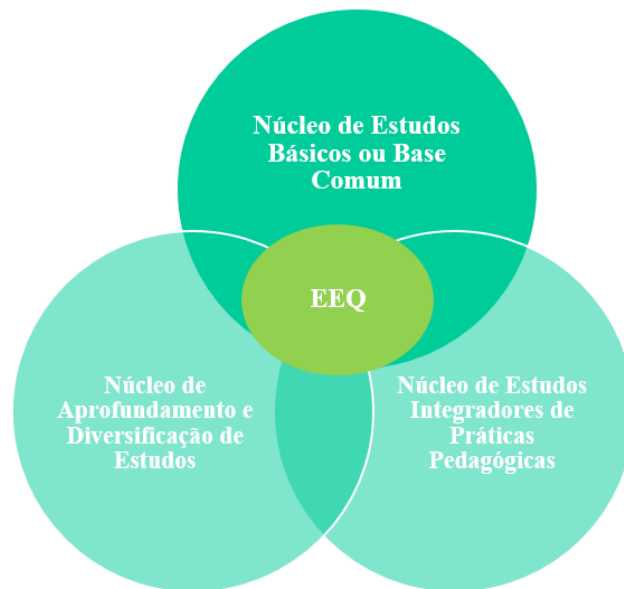 Núcleo de Estudos
Básicos ou Base
Comum
EEQ
Núcleo de
Aprofundamento e
Diversificação de
Estudos
Núcleo de Estudos
Integradores de
Práticas
Pedagógicas